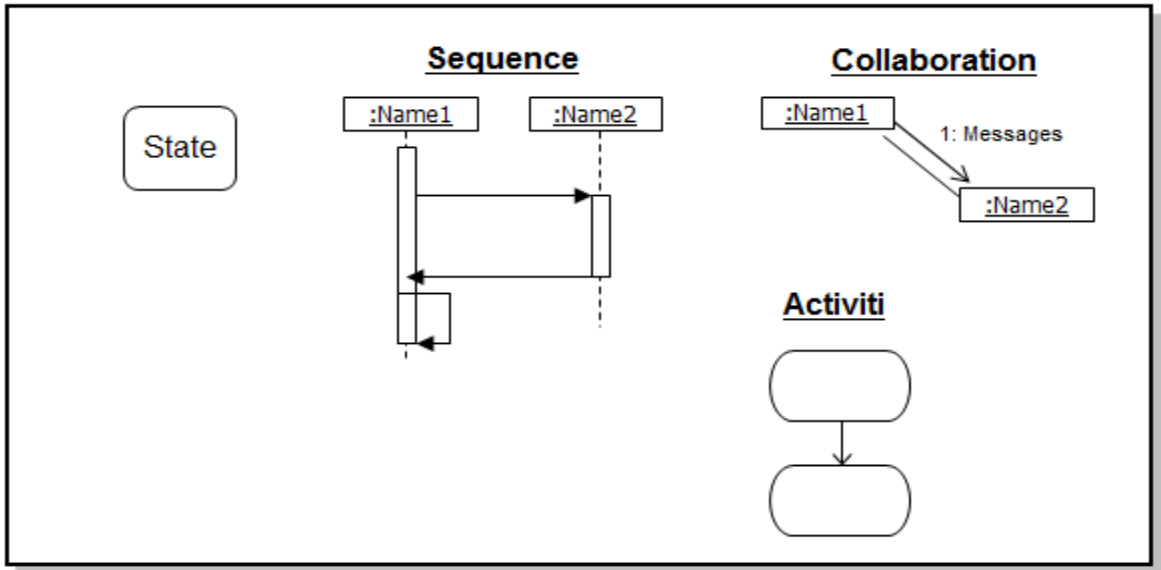 Sequence
Collaboration
State
:Name1
:Name2
:Name1
1: Messages
:Name2
Activiti